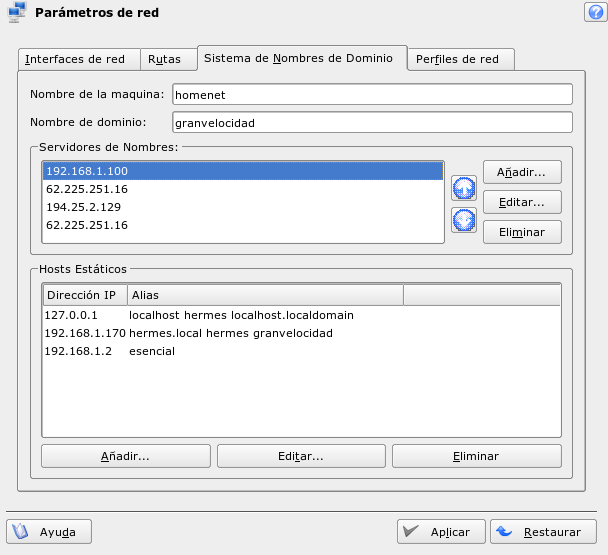 Parámetros de red
Interfaces de red Rutas Sistema de Nombres de Dominio Perfiles de red
Nombre de la maquina: homenet
Nombre de dominio: granvelocidad
Servidores de Nombres:
192.168.1.100
62.225.251.16
194.25.2.129
62.225.251.16
Añadir...
Editar...
Eliminar
Hosts Estáticos
Dirección IP Alias
127.0.0.1 localhost hermes localhost.localdomain
192.168.1.170 hermes.local hermes granvelocidad
192.168.1.2 esencial
Añadir... Editar... Eliminar
Ayuda Aplicar Restaurar